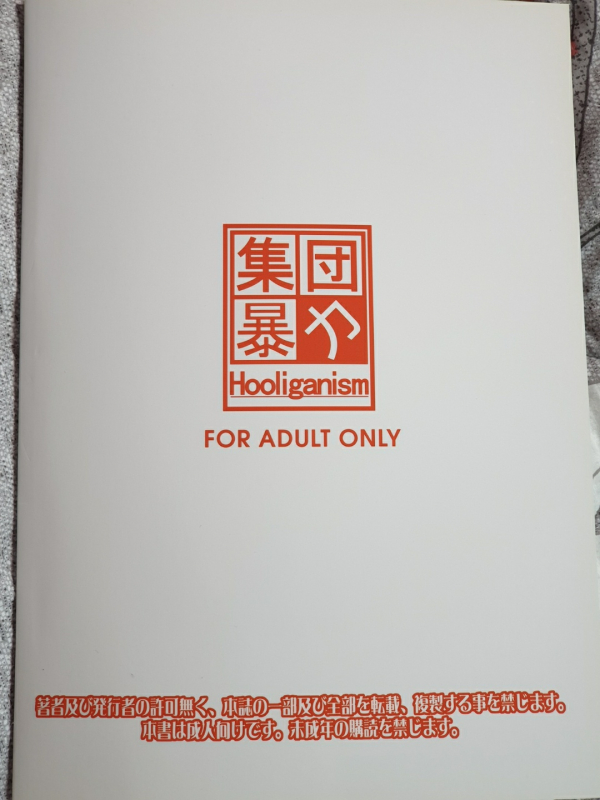 集団
暴力
Hooliganism
FOR ADULT ONLY
著者及び発行者の許可無く、本誌の一部及び全部を転載、複製する事を禁じます。
本書は成人向けです。未成年の購読を禁じます。